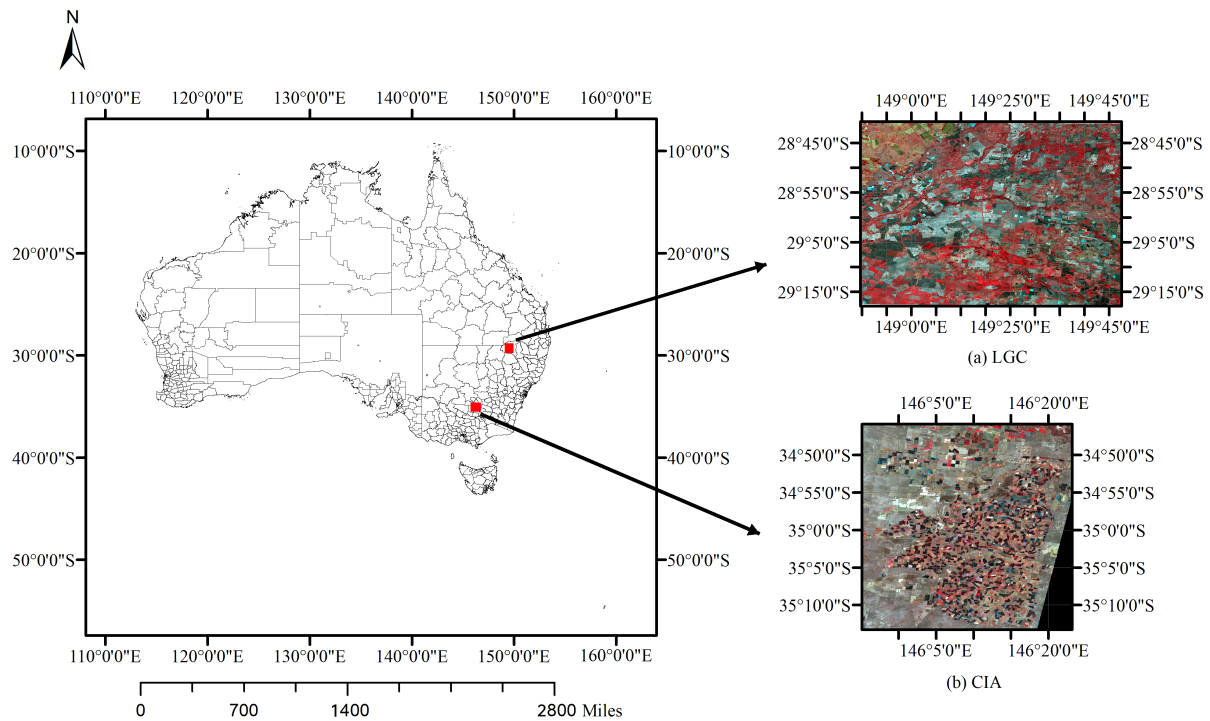 N
110°0'0"E 120°0'0"E 130°0'0"E 140°0'0"E 150°0'0"E 160°0'0"E
10°0'0"S 10°0'0"S
20°0'0"S 20°0'0"S
30°0'0"S 30°0'0"S
40°0'0"S 40°0'0"S
50°0'0"S 50°0'0"S
110°0'0"E 120°0'0"E 130°0'0"E 140°0'0"E 150°0'0"E 160°0'0"E
0 700 1400 2800 Miles
149°0'0"E 149°25'0"E 149°45'0"E
28°45'0"S 28°45'0"S
28°55'0"S 28°55'0"S
29°5'0"S 29°5'0"S
29°15'0"S 29°15'0"S
149°0'0"E 149°25'0"E 149°45'0"E
(a) LGC
146°5'0"E 146°20'0"E
34°50'0"S 34°50'0"S
34°55'0"S 34°55'0"S
35°0'0"S 35°0'0"S
35°5'0"S 35°5'0"S
35°10'0"S 35°10'0"S
146°5'0"E 146°20'0"E
(b) CIA